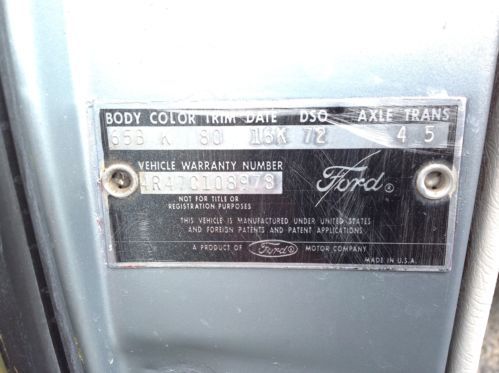 BODY COLOR TRIM DATE DSO AXLE TRANS
65B K 80 16K 72 4 5
VEHICLE WARRANTY NUMBER
4R47C108978
Ford®
NOT FOR TITLE OR
REGISTRATION PURPOSES
THIS VEHICLE IS MANUFACTURED UNDER UNITED STATES
AND FOREIGN PATENTS AND PATENT APPLICATIONS
A PRODUCT OF Ford® MOTOR COMPANY
MADE IN U.S.A.